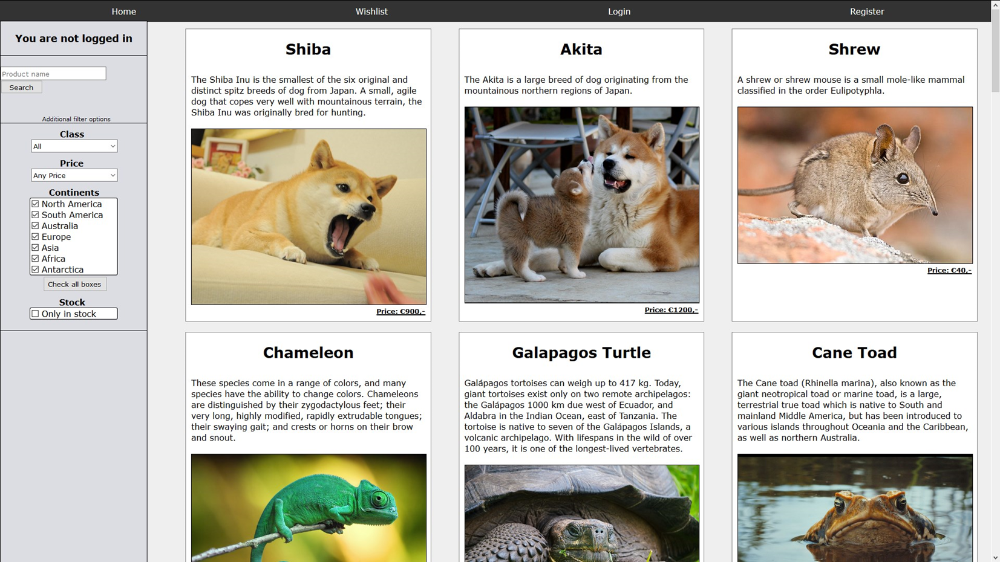 Home Wishlist Login Register
You are not logged in
Product name
Search
Additional filter options
Class
All
Price
Any Price
Continents
North America
South America
Australia
Europe
Asia
Africa
Antarctica
Check all boxes
Stock
Only in stock
Shiba
The Shiba Inu is the smallest of the six original and
distinct spitz breeds of dog from Japan. A small, agile
dog that copes very well with mountainous terrain, the
Shiba Inu was originally bred for hunting.
Price: €900,-
Akita
The Akita is a large breed of dog originating from the
mountainous northern regions of Japan.
Price: €1200,-
Shrew
A shrew or shrew mouse is a small mole-like mammal
classified in the order Eulipotyphla.
Price: €40,-
Chameleon
These species come in a range of colors, and many
species have the ability to change colors. Chameleons
are distinguished by their zygodactylous feet; their
very long, highly modified, rapidly extrudable tongues;
their swaying gait; and crests or horns on their brow
and snout.
Galapagos Turtle
Galápagos tortoises can weigh up to 417 kg. Today,
giant tortoises exist only on two remote archipelagos:
the Galápagos 1000 km due west of Ecuador, and
Aldabra in the Indian Ocean, east of Tanzania. The
tortoise is native to seven of the Galápagos Islands, a
volcanic archipelago. With lifespans in the wild of over
100 years, it is one of the longest-lived vertebrates.
Cane Toad
The Cane toad (Rhinella marina), also known as the
giant neotropical toad or marine toad, is a large,
terrestrial true toad which is native to South and
mainland Middle America, but has been introduced to
various islands throughout Oceania and the Caribbean,
as well as northern Australia.